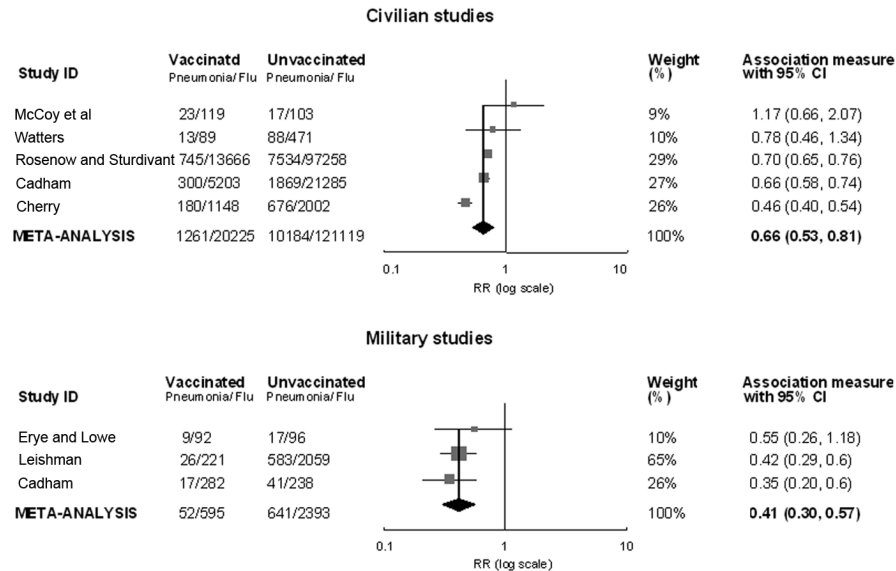 Civilian studies
Vaccinatd Unvaccinated Weight Association measure
Study ID Pneumonia/Flu Pneumonia/Flu (%) with 95% CI
McCoy et al 23/119 17/103 9% 1.17 (0.66, 2.07)
Watters 13/89 88/471 10% 0.78 (0.46, 1.34)
Rosenow and Sturdivant 745/13666 7534/97258 29% 0.70 (0.65, 0.76)
Cadham 300/5203 1869/21285 27% 0.66 (0.58, 0.74)
Cherry 180/1148 676/2002 26% 0.46 (0.40, 0.54)
META-ANALYSIS 1261/20225 10184/121119 100% 0.66 (0.53, 0.81)
0.1 1 10
RR (log scale)
Military studies
Vaccinated Unvaccinated Weight Association measure
Study ID Pneumonia/Flu Pneumonia/Flu (%) with 95% CI
Erye and Lowe 9/92 17/96 10% 0.55 (0.26, 1.18)
Leishman 26/221 583/2059 65% 0.42 (0.29, 0.6)
Cadham 17/282 41/238 26% 0.35 (0.20, 0.6)
META-ANALYSIS 52/595 641/2393 100% 0.41 (0.30, 0.57)
0.1 1 10
RR (log scale)